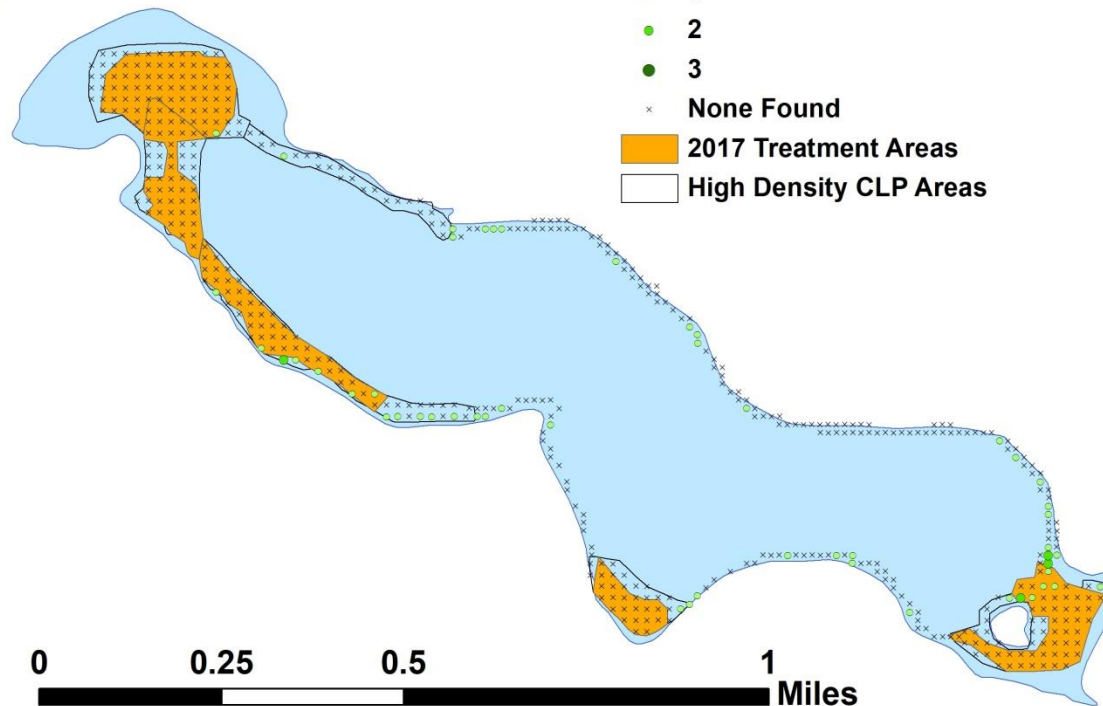 2
3
None Found
2017 Treatment Areas
High Density CLP Areas
0 0.25 0.5 1
Miles